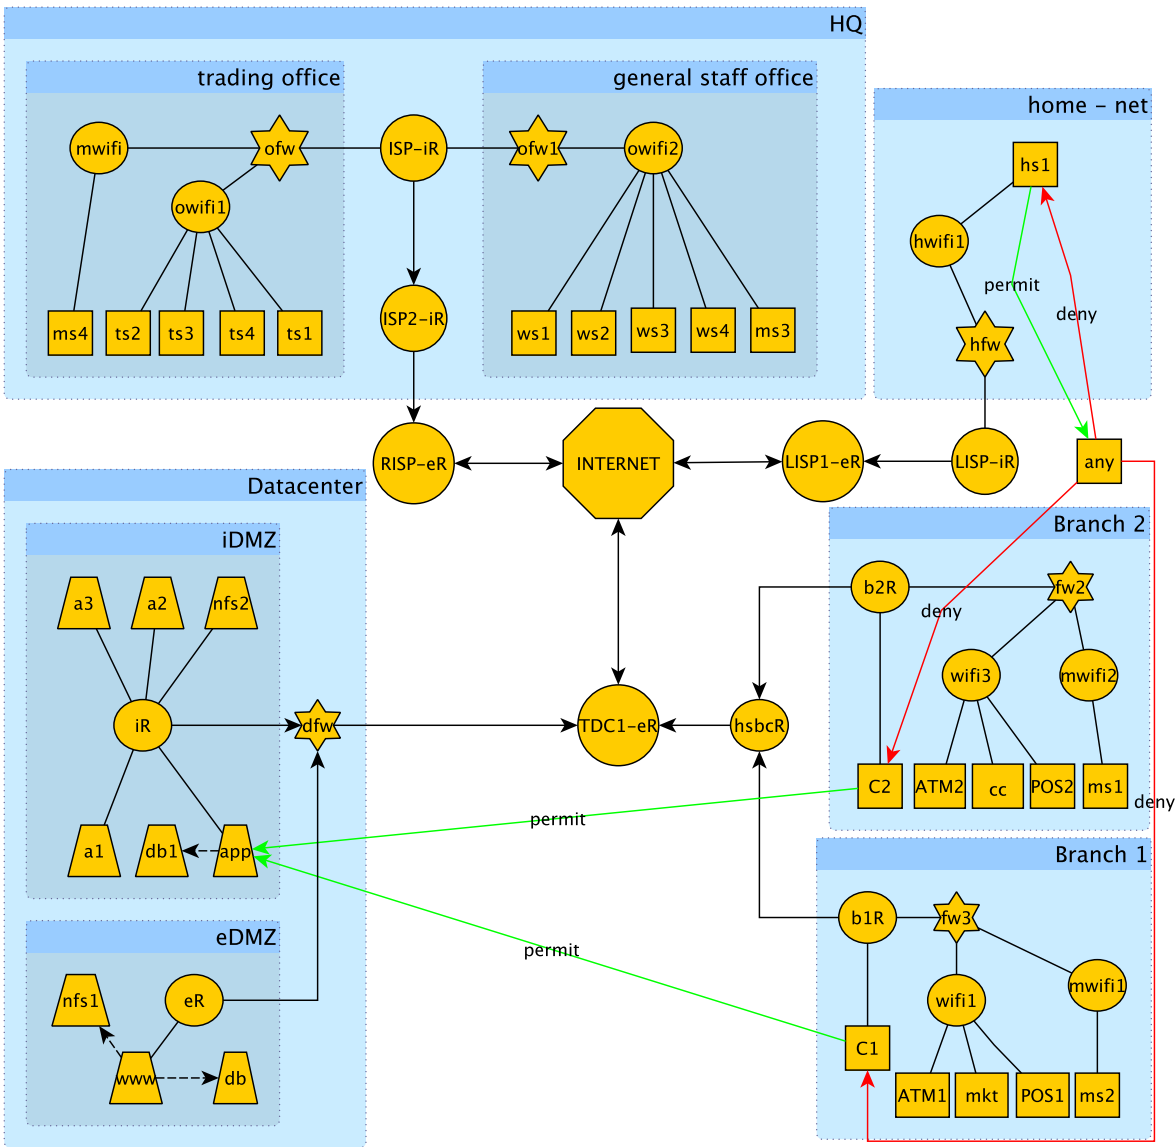 HQ
trading office
general staff office
home - net
mwifi
ofw
ISP-iR
ofw1
owifi2
hs1
owifi1
hwifi1
permit
deny
ms4
ts2
ts3
ts4
ts1
ISP2-iR
ws1
ws2
ws3
ws4
ms3
hfw
RISP-eR
INTERNET
LISP1-eR
LISP-iR
any
Datacenter
iDMZ
Branch 2
a3
a2
nfs2
b2R
fw2
deny
wifi3
mwifi2
iR
dfw
TDC1-eR
hsbcR
C2
ATM2
cc
POS2
ms1
deny
permit
a1
db1
app
Branch 1
eDMZ
b1R
fw3
permit
nfs1
eR
wifi1
mwifi1
C1
www
db
ATM1
mkt
POS1
ms2